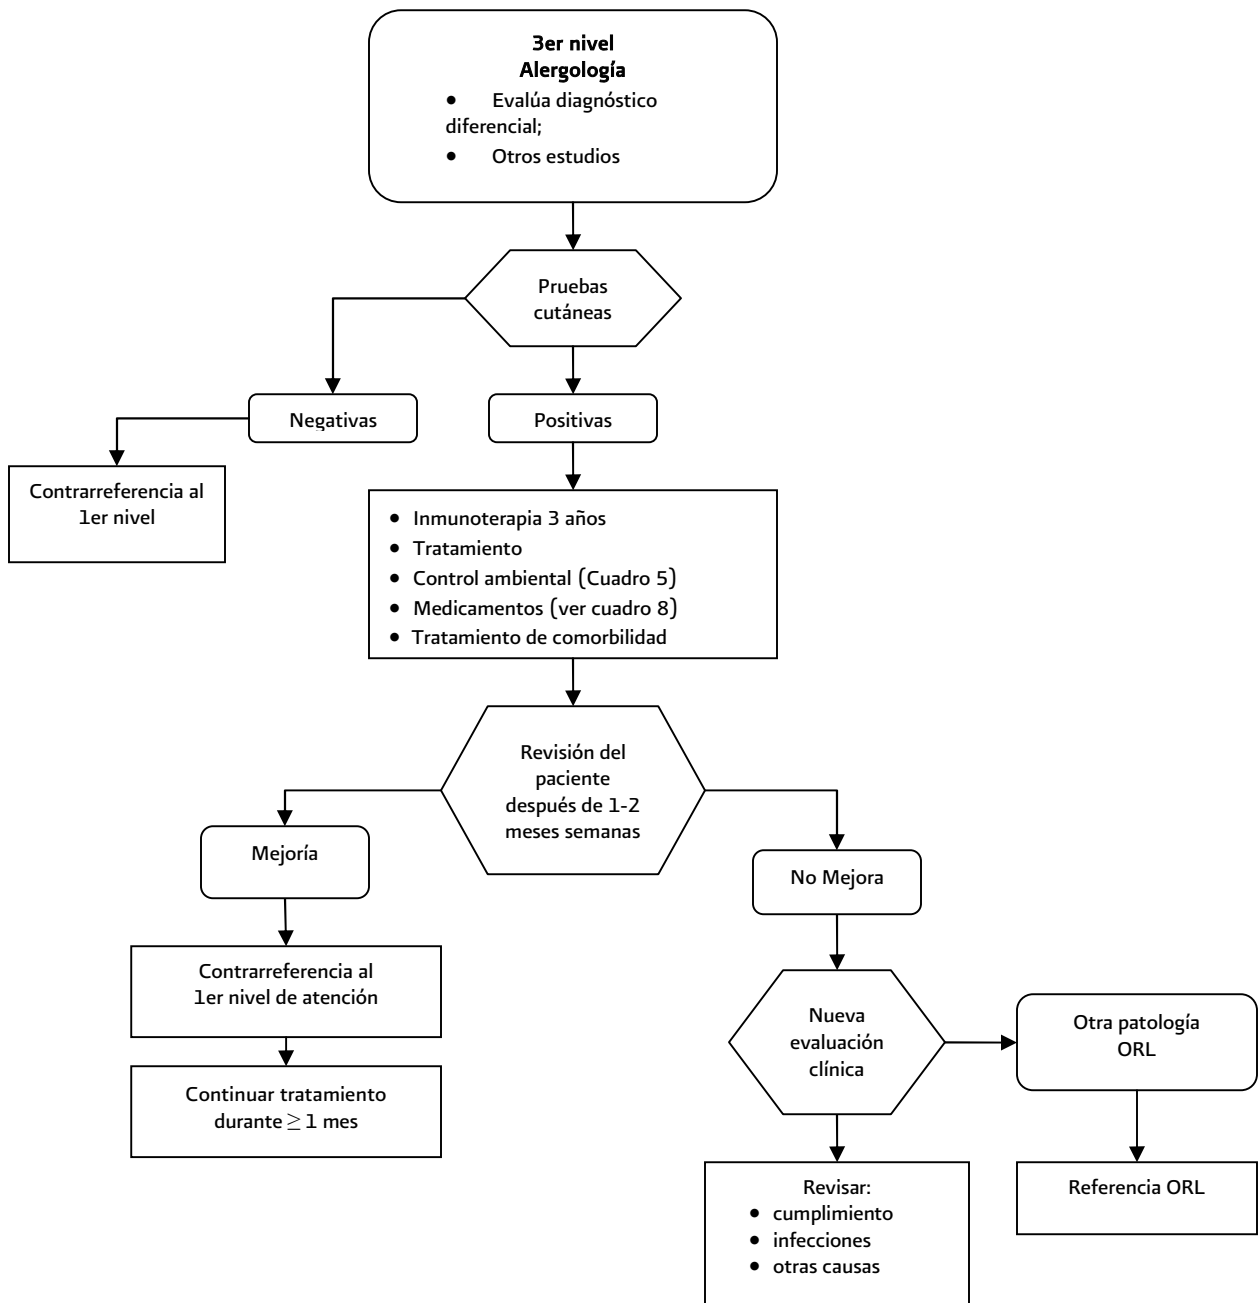 3er nivel
Alergología
• Evalúa diagnóstico
diferencial;
• Otros estudios
Pruebas
cutáneas
Negativas
Positivas
Contrarreferencia al
1er nivel
• Inmunoterapia 3 años
• Tratamiento
• Control ambiental (Cuadro 5)
• Medicamentos (ver cuadro 8)
• Tratamiento de comorbilidad
Revisión del
paciente
después de 1-2
meses semanas
Mejoría
No Mejora
Contrarreferencia al
1er nivel de atención
Continuar tratamiento
durante ≥ 1 mes
Nueva
evaluación
clínica
Otra patología
ORL
Revisar:
• cumplimiento
• infecciones
• otras causas
Referencia ORL